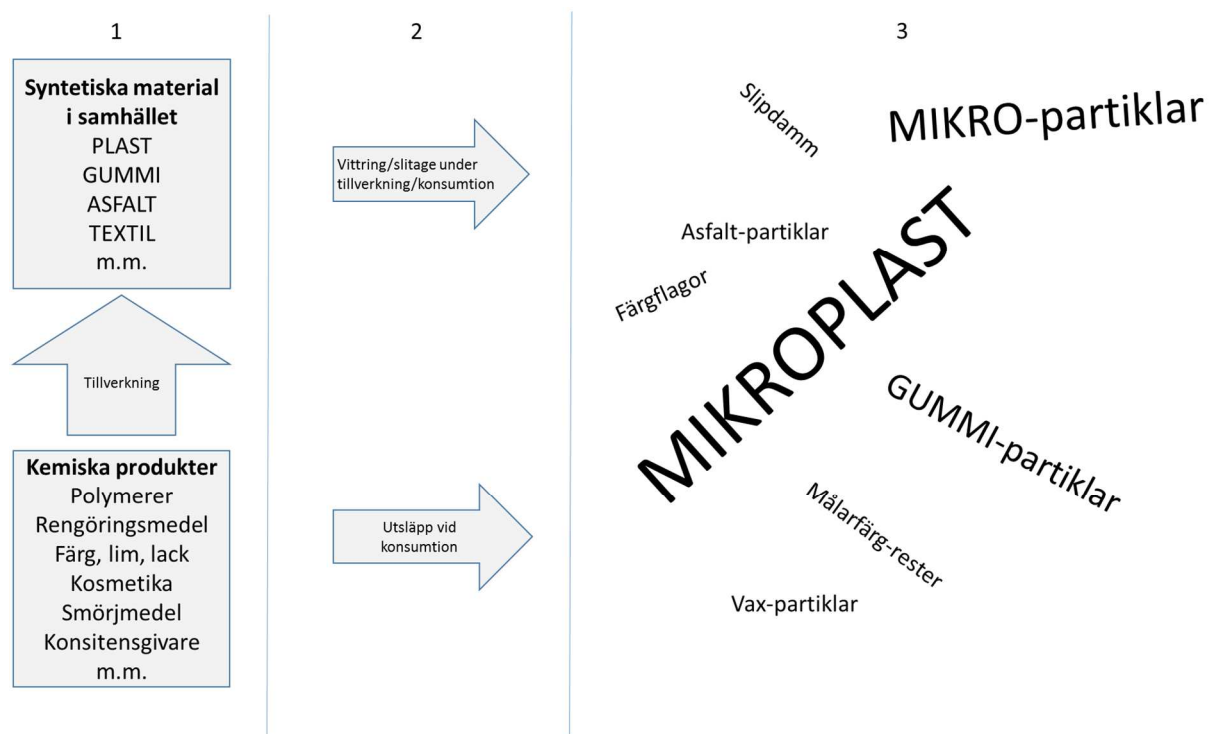 1
Syntetiska material
i samhället
PLAST
GUMMI
ASFALT
TEXTIL
m.m.
Tillverkning
Kemiska produkter
Polymerer
Rengöringsmedel
Färg, lim, lack
Kosmetika
Smörjmedel
Konsitensgivare
m.m.
2
Vittring/slitage under
tillverkning/konsumtion
Utsläpp vid
konsumtion
3
Slipdamm
MIKRO-partiklar
Asfalt-partiklar
Färgflagor
MIKROPLAST
GUMMI-partiklar
Målarfärg-rester
Vax-partiklar